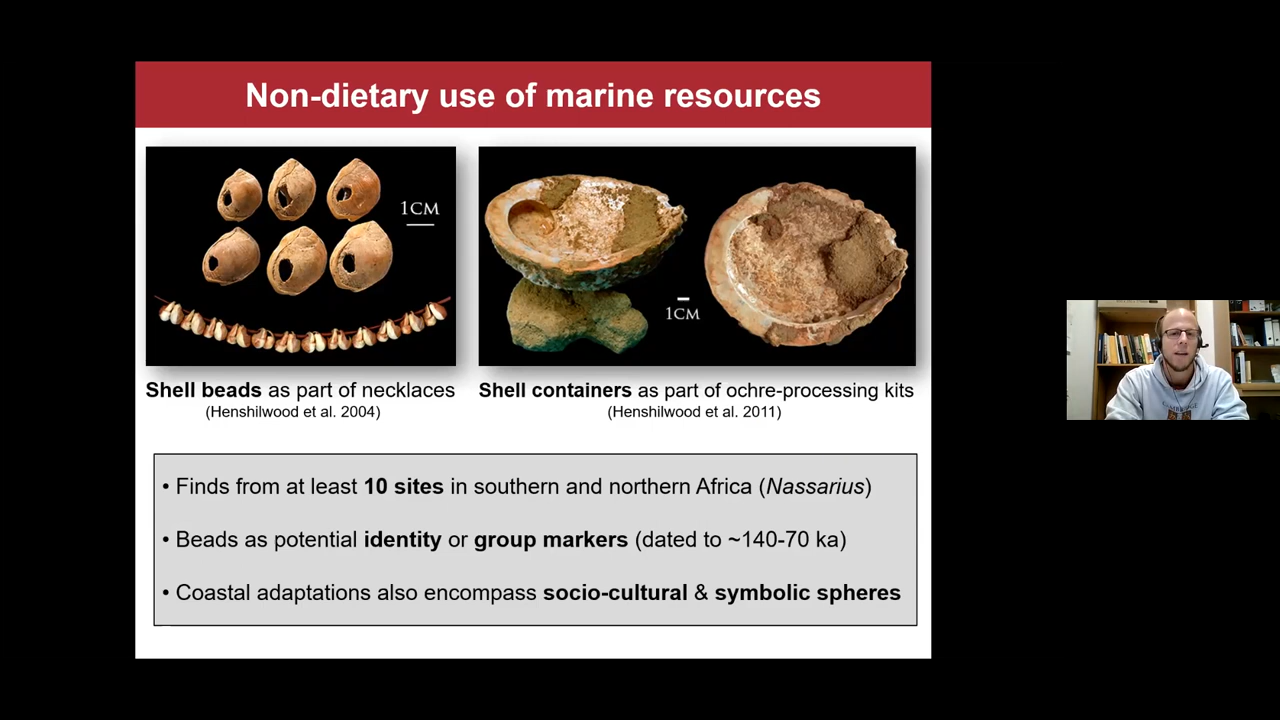 Non-dietary use of marine resources
1CM
1CM
Shell beads as part of necklaces
(Henshilwood et al. 2004)
Shell containers as part of ochre-processing kits
(Henshilwood et al. 2011)
• Finds from at least 10 sites in southern and northern Africa (Nassarius)
• Beads as potential identity or group markers (dated to ~140-70 ka)
• Coastal adaptations also encompass socio-cultural & symbolic spheres